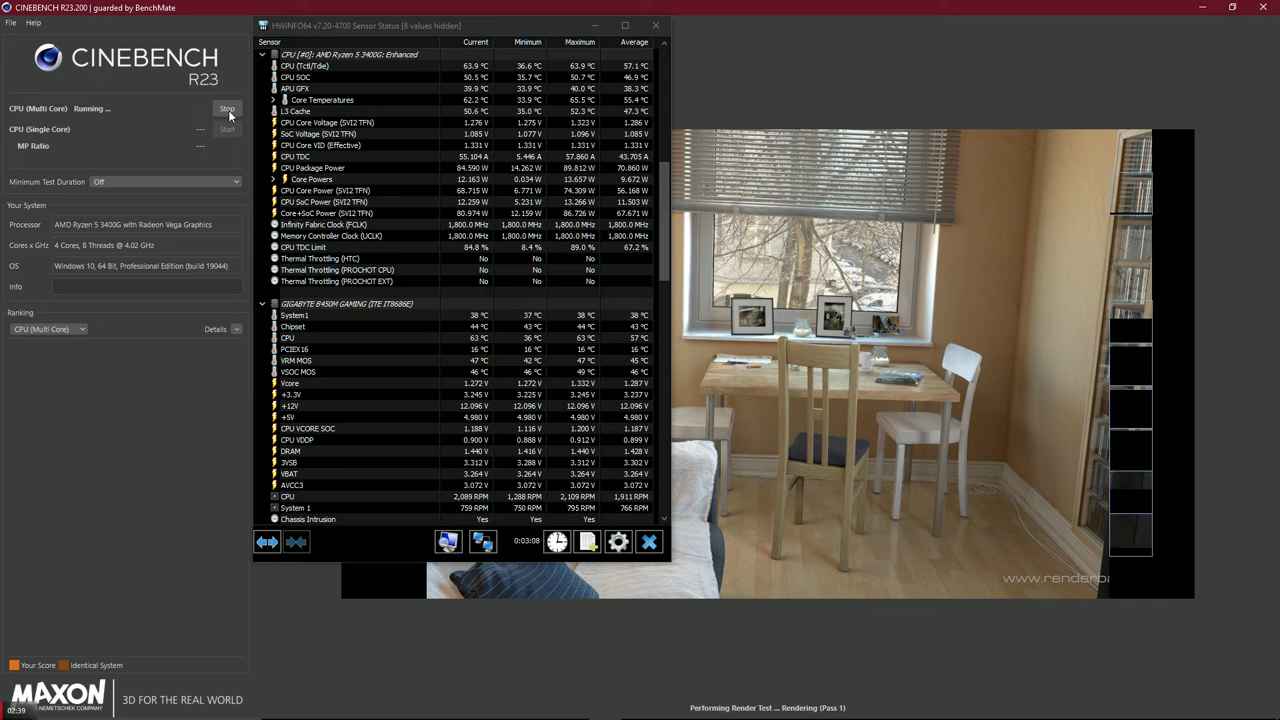 CINEBENCH R23.200 | guarded by BenchMate
File Help
CINEBENCH
R23
CPU (Multi Core) Running ... Stop
CPU (Single Core) --- Start
MP Ratio ---
Minimum Test Duration Off
Your System
Processor AMD Ryzen 5 3400G with Radeon Vega Graphics
Cores x GHz 4 Cores, 8 Threads @ 4.02 GHz
OS Windows 10, 64 Bit, Professional Edition (build 19044)
Info
Ranking
CPU (Multi Core) Details
Your Score Identical System
MAXON
A NEMETSCHEK COMPANY
3D FOR THE REAL WORLD
02:39
HWiNFO64 v7.20-4700 Sensor Status [6 values hidden]
Sensor Current Minimum Maximum Average
CPU [#0]: AMD Ryzen 5 3400G: Enhanced
CPU (Tctl/Tdie) 63.9 °C 36.6 °C 63.9 °C 57.1 °C
CPU SOC 50.5 °C 35.7 °C 50.7 °C 46.9 °C
APU GFX 39.9 °C 33.9 °C 40.0 °C 38.3 °C
Core Temperatures 62.2 °C 33.9 °C 65.5 °C 55.4 °C
L3 Cache 50.6 °C 35.0 °C 52.3 °C 47.3 °C
CPU Core Voltage (SVI2 TFN) 1.276 V 1.275 V 1.323 V 1.286 V
SoC Voltage (SVI2 TFN) 1.085 V 1.077 V 1.096 V 1.085 V
CPU Core VID (Effective) 1.331 V 1.331 V 1.331 V 1.331 V
CPU TDC 55.104 A 5.446 A 57.860 A 43.705 A
CPU Package Power 84.590 W 14.262 W 89.812 W 70.860 W
Core Powers 12.163 W 0.034 W 13.657 W 9.672 W
CPU Core Power (SVI2 TFN) 68.715 W 6.771 W 74.309 W 56.168 W
CPU SoC Power (SVI2 TFN) 12.259 W 5.231 W 13.266 W 11.503 W
Core+SoC Power (SVI2 TFN) 80.974 W 12.159 W 86.726 W 67.671 W
Infinity Fabric Clock (FCLK) 1,800.0 MHz 1,800.0 MHz 1,800.0 MHz 1,800.0 MHz
Memory Controller Clock (UCLK) 1,800.0 MHz 1,800.0 MHz 1,800.0 MHz 1,800.0 MHz
CPU TDC Limit 84.8 % 8.4 % 89.0 % 67.2 %
Thermal Throttling (HTC) No No No
Thermal Throttling (PROCHOT CPU) No No No
Thermal Throttling (PROCHOT EXT) No No No
GIGABYTE B450M GAMING (ITE IT8686E)
System1 38 °C 37 °C 38 °C 38 °C
Chipset 44 °C 43 °C 44 °C 43 °C
CPU 63 °C 36 °C 63 °C 57 °C
PCIEX16 16 °C 16 °C 16 °C 16 °C
VRM MOS 47 °C 42 °C 47 °C 45 °C
VSOC MOS 46 °C 46 °C 49 °C 46 °C
Vcore 1.272 V 1.272 V 1.332 V 1.287 V
+3.3V 3.245 V 3.225 V 3.245 V 3.237 V
+12V 12.096 V 12.096 V 12.096 V 12.096 V
+5V 4.980 V 4.980 V 4.980 V 4.980 V
CPU VCORE SOC 1.188 V 1.116 V 1.200 V 1.187 V
CPU VDDP 0.900 V 0.888 V 0.912 V 0.899 V
DRAM 1.440 V 1.416 V 1.440 V 1.428 V
3VSB 3.312 V 3.288 V 3.312 V 3.302 V
VBAT 3.264 V 3.264 V 3.264 V 3.264 V
AVCC3 3.072 V 3.072 V 3.072 V 3.072 V
CPU 2,089 RPM 1,288 RPM 2,109 RPM 1,911 RPM
System 1 759 RPM 750 RPM 795 RPM 766 RPM
Chassis Intrusion Yes Yes Yes
0:03:08
www.renderba
Performing Render Test ... Rendering (Pass 1)